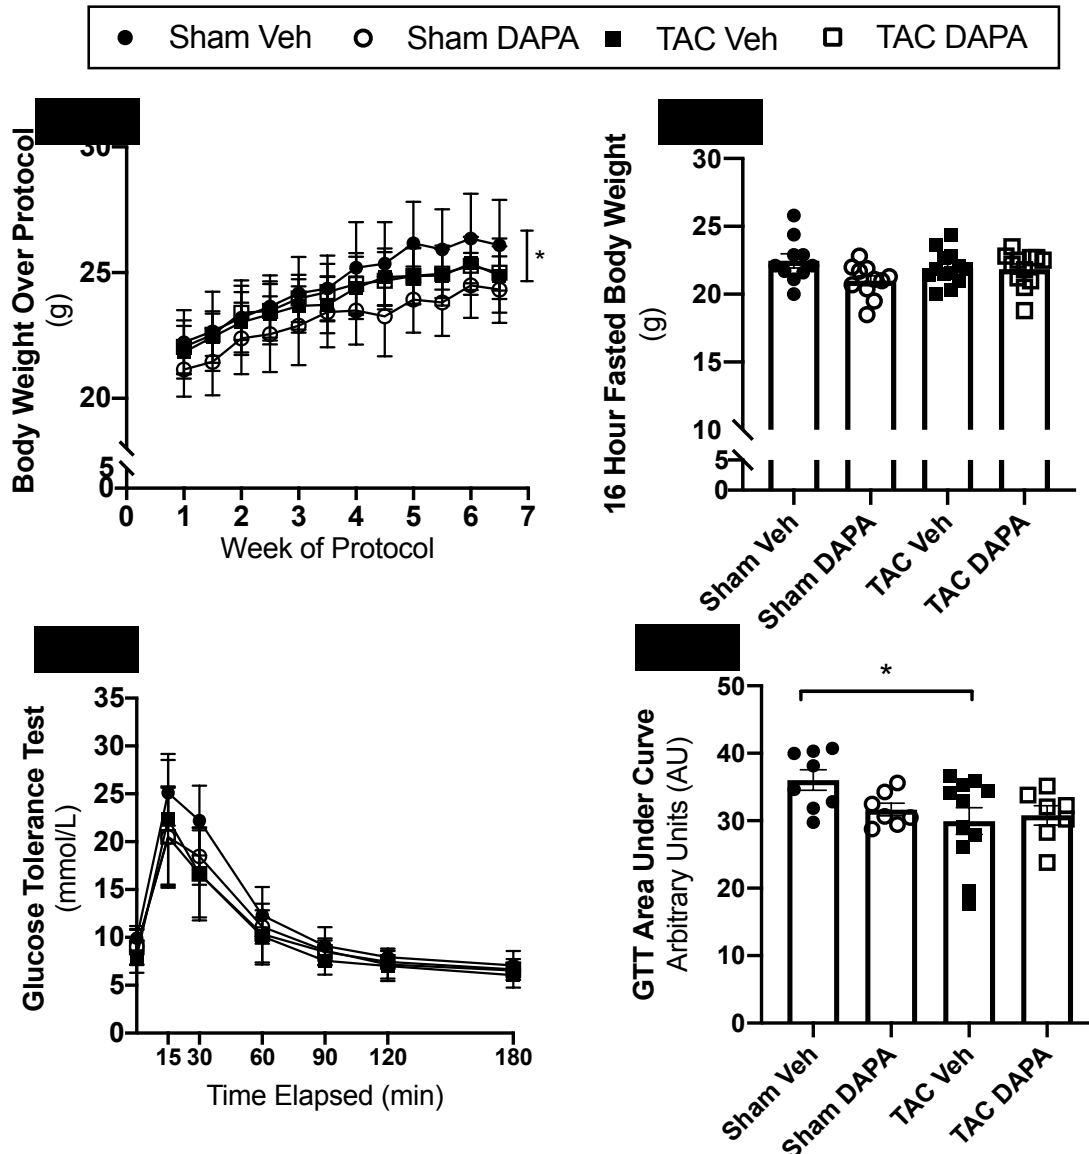 Sham Veh Sham DAPA TAC Veh TAC DAPA
Body Weight Over Protocol
(g)
30
25
20
5
0
0 1 2 3 4 5 6 7
Week of Protocol
*
16 Hour Fasted Body Weight
(g)
30
25
20
15
10
5
0
Sham Veh
Sham DAPA
TAC Veh
TAC DAPA
Glucose Tolerance Test
(mmol/L)
35
30
25
20
15
10
5
0
15 30 60 90 120 180
Time Elapsed (min)
GTT Area Under Curve
Arbitrary Units (AU)
50
40
30
20
10
0
*
Sham Veh
Sham DAPA
TAC Veh
TAC DAPA